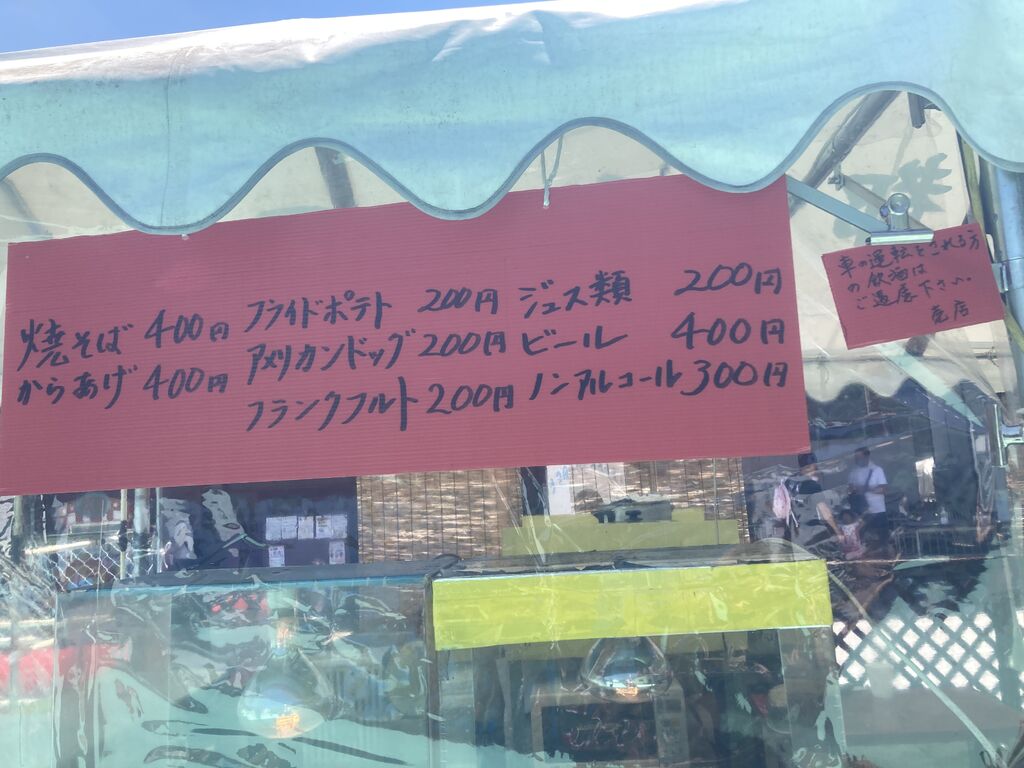 焼そば 400円
からあげ 400円
フライドポテト 200円
アメリカンドッグ 200円
フランクフルト 200円
ジュース類 200円
ビール 400円
ノンアルコール 300円
車の運転をされる方
の飲酒は
ご遠慮下さい。
売店